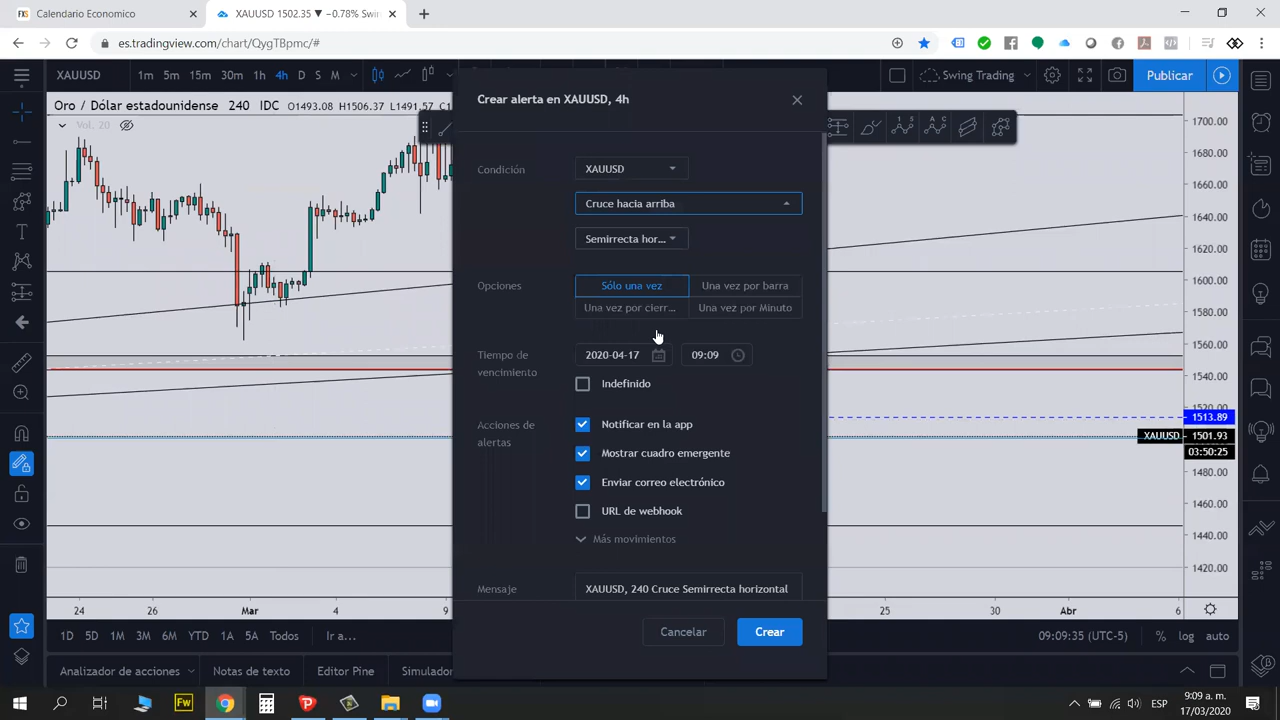 Calendario Economico
XAUUSD 1502.35 ▼ −0.78% Swin
es.tradingview.com/chart/QygTBpmc/#
XAUUSD
1m 5m 15m 30m 1h 4h D S M
Swing Trading
Publicar
Oro / Dólar estadounidense 240 IDC O1493.08 H1506.37 L1491.57
Vol. 20
Crear alerta en XAUUSD, 4h
Condición
XAUUSD
Cruce hacia arriba
Semirrecta hor...
Opciones
Sólo una vez
Una vez por barra
Una vez por cierr...
Una vez por Minuto
Tiempo de
vencimiento
2020-04-17
09:09
Indefinido
Acciones de
alertas
Notificar en la app
Mostrar cuadro emergente
Enviar correo electrónico
URL de webhook
Más movimientos
Mensaje
XAUUSD, 240 Cruce Semirrecta horizontal
Cancelar
Crear
1700.00
1680.00
1660.00
1640.00
1620.00
1600.00
1580.00
1560.00
1540.00
1513.89
XAUUSD 1501.93
03:50:25
1480.00
1460.00
1440.00
1420.00
24 26 Mar 4 9 25 30 Abr 6
1D 5D 1M 3M 6M YTD 1A 5A Todos Ir a...
09:09:35 (UTC-5) % log auto
Analizador de acciones
Notas de texto
Editor Pine
Simulador
9:09 a. m.
ESP
17/03/2020